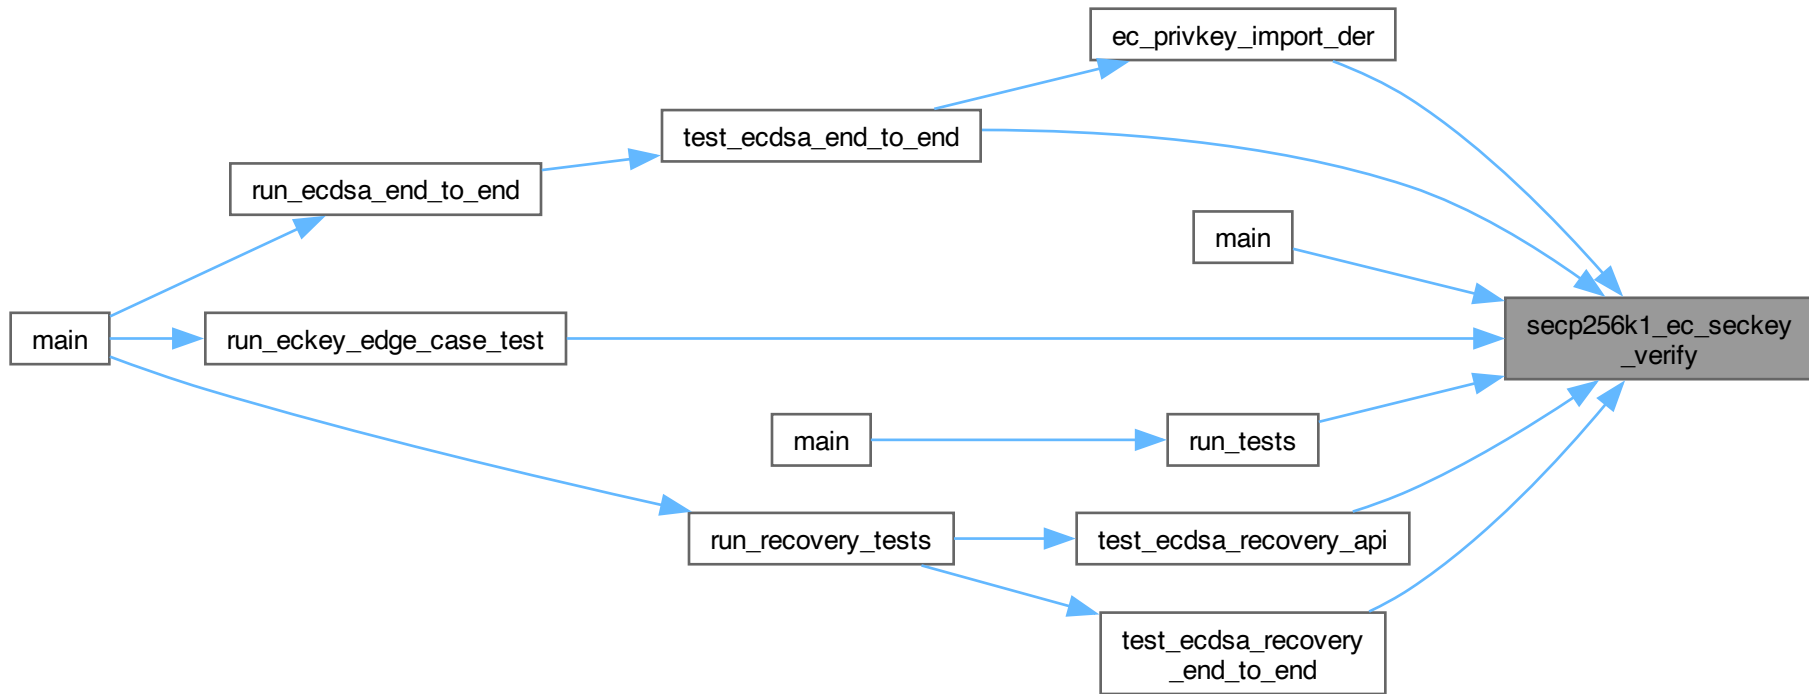 ec_privkey_import_der
test_ecdsa_end_to_end
run_ecdsa_end_to_end
main
secp256k1_ec_seckey
_verify
main
run_eckey_edge_case_test
main
run_tests
run_recovery_tests
test_ecdsa_recovery_api
test_ecdsa_recovery
_end_to_end